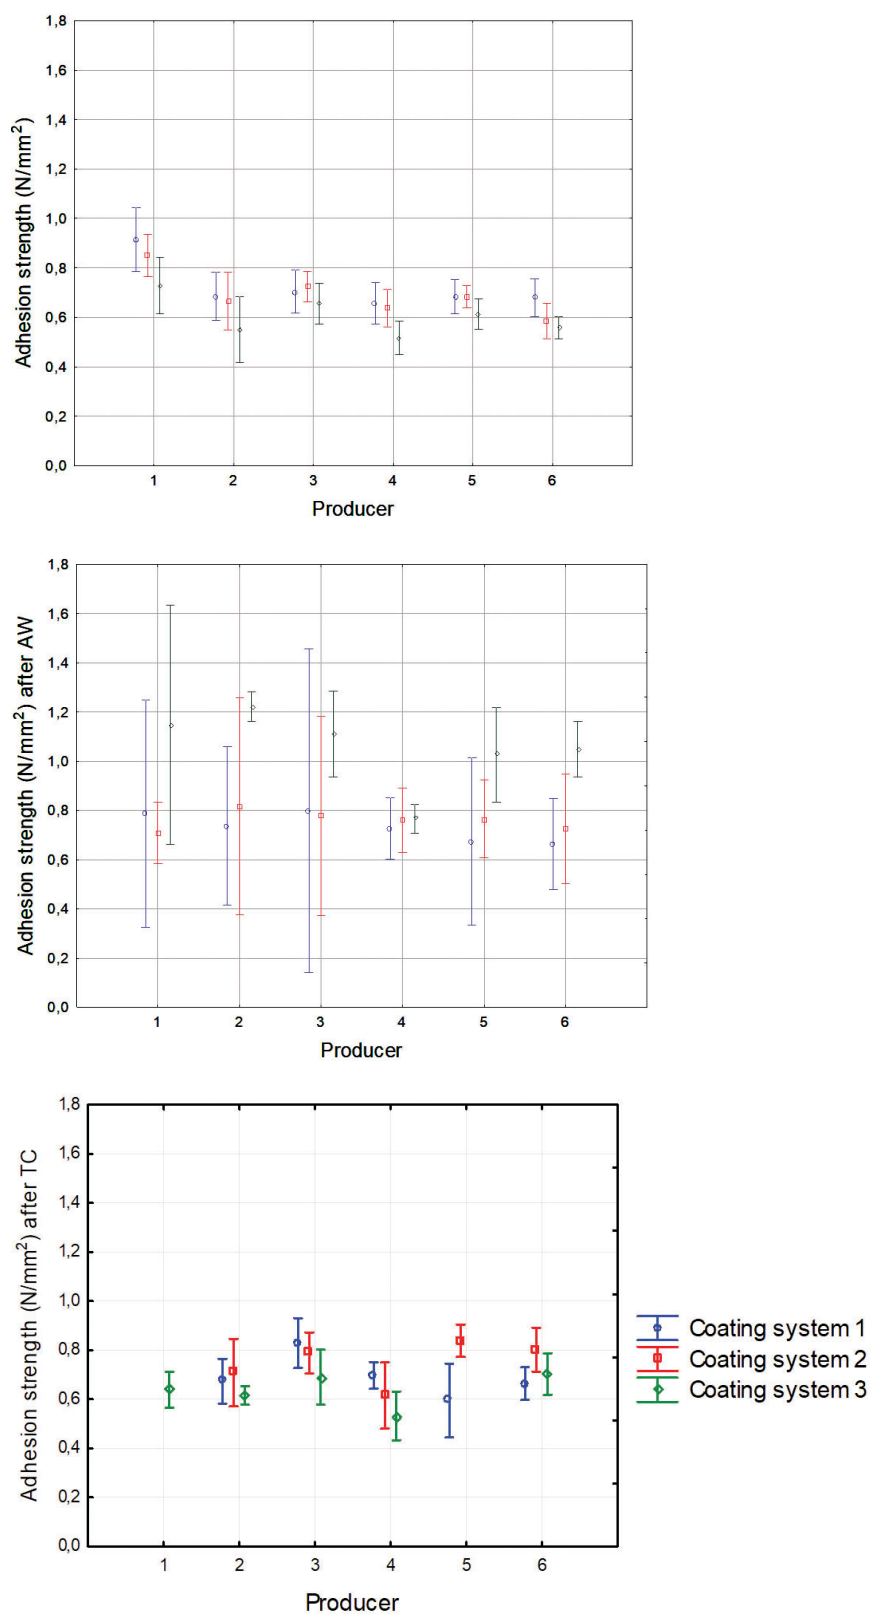 1,8
1,6
1,4
1,2
1,0
0,8
0,6
0,4
0,2
0,0
Adhesion strength (N/mm²)
1 2 3 4 5 6
Producer
1,8
1,6
1,4
1,2
1,0
0,8
0,6
0,4
0,2
0,0
Adhesion strength (N/mm²) after AW
1 2 3 4 5 6
Producer
1,8
1,6
1,4
1,2
1,0
0,8
0,6
0,4
0,2
0,0
Adhesion strength (N/mm²) after TC
1 2 3 4 5 6
Producer
Coating system 1
Coating system 2
Coating system 3